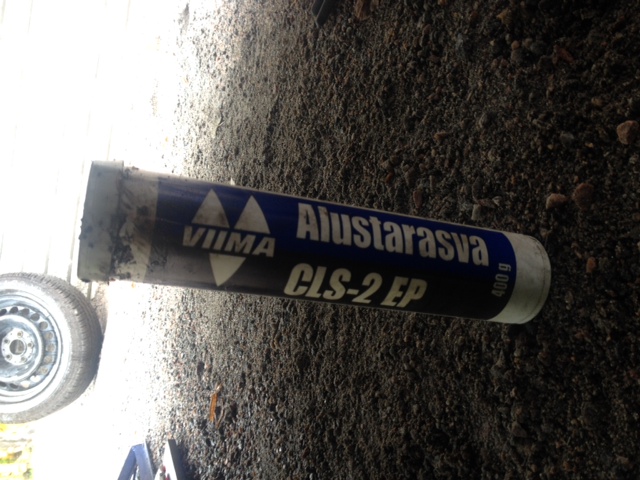 VIIMA
Alustarasva
CLS-2 EP
400 g